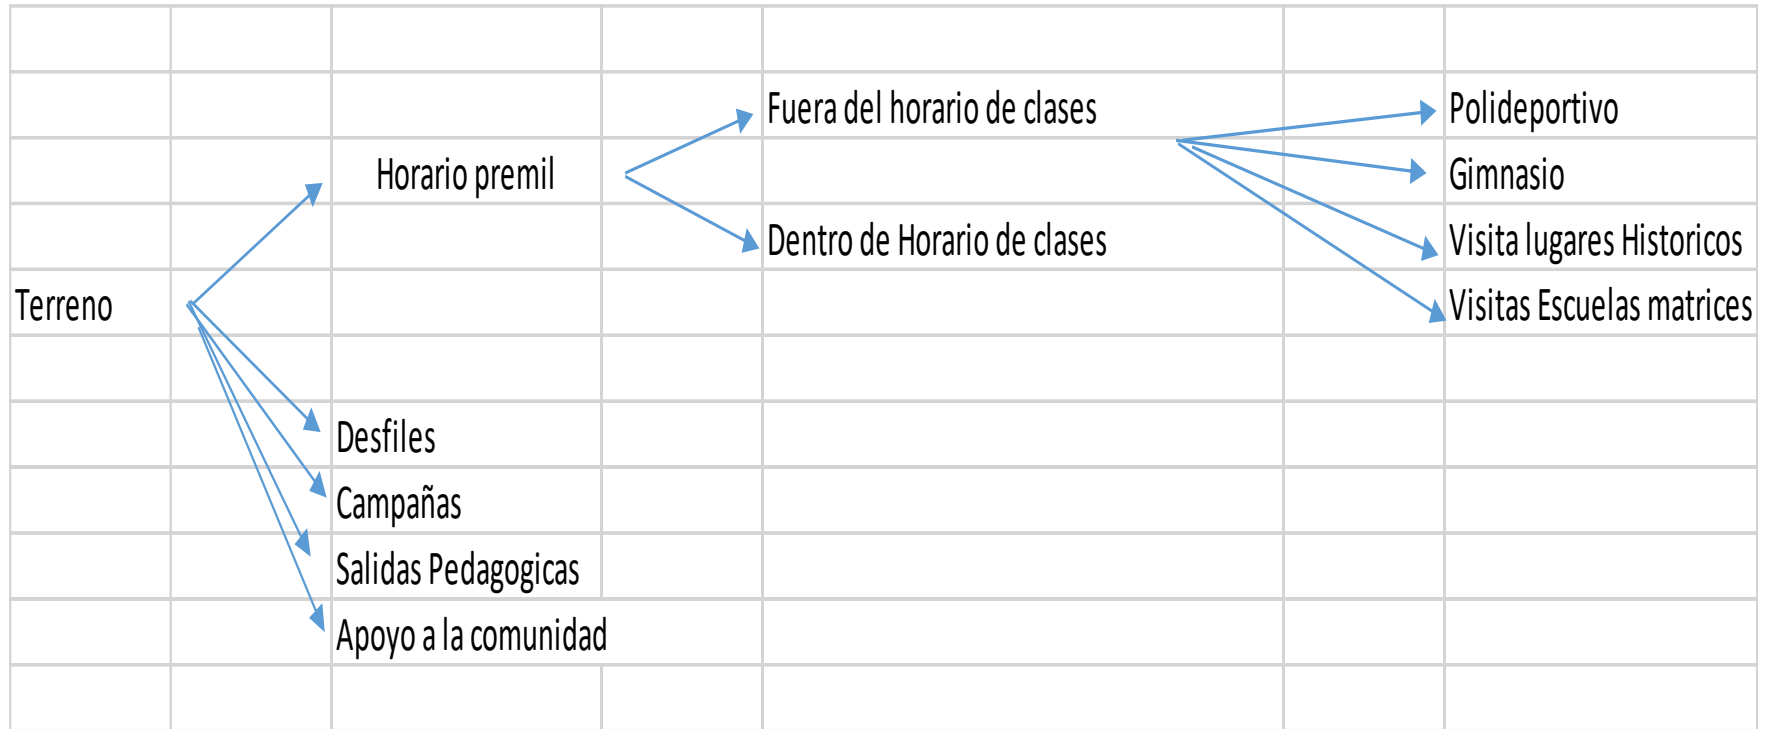 Fuera del horario de clases
Polideportivo
Horario premil
Gimnasio
Dentro de Horario de clases
Visita lugares Historicos
Terreno
Visitas Escuelas matrices
Desfiles
Campañas
Salidas Pedagogicas
Apoyo a la comunidad